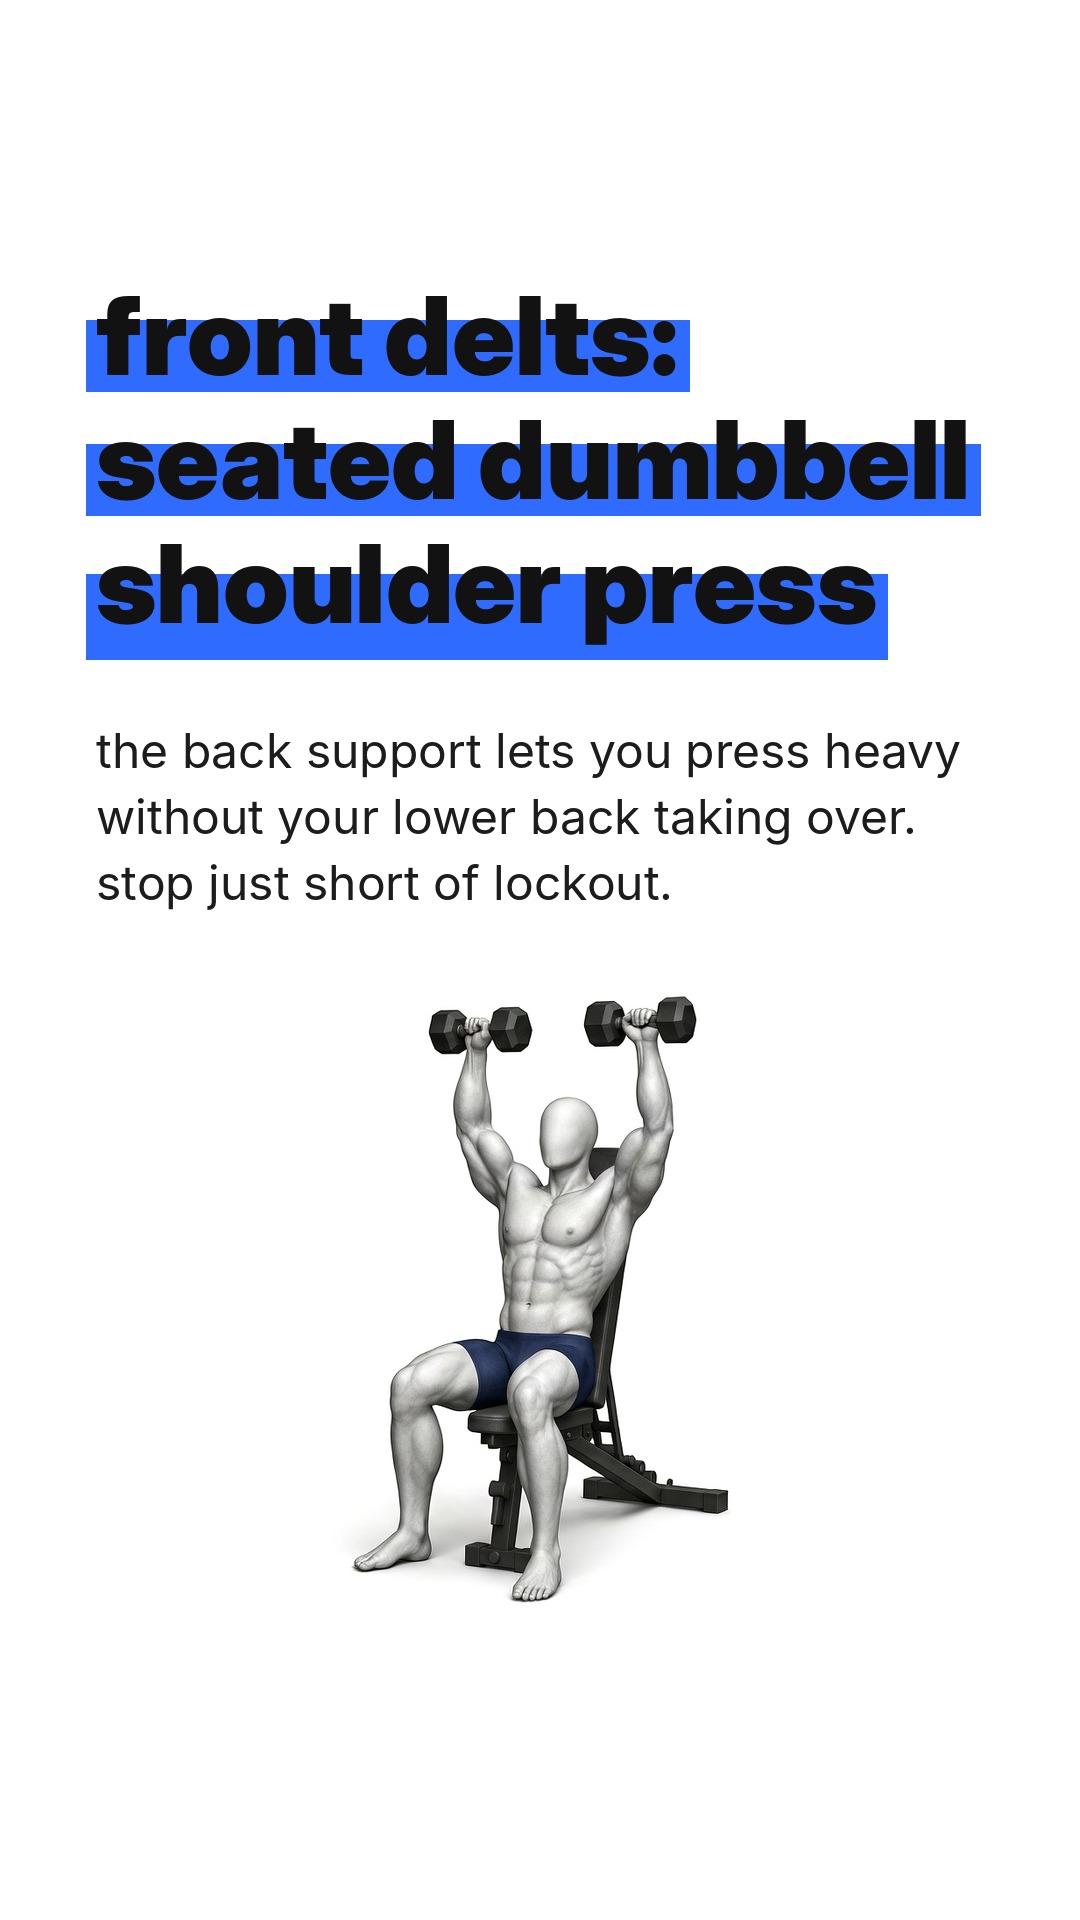 front delts:
seated dumbbell
shoulder press
the back support lets you press heavy
without your lower back taking over.
stop just short of lockout.